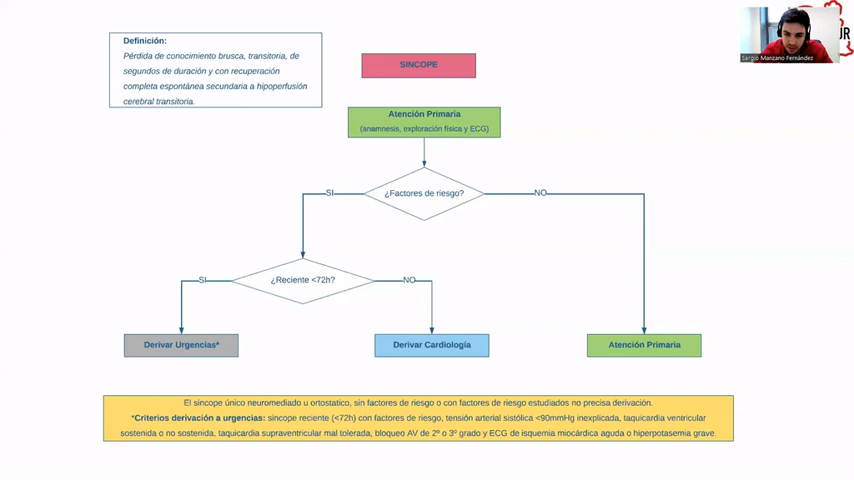 Definición:
Pérdida de conocimiento brusca, transitoria, de
segundos de duración y con recuperación
completa espontánea secundaria a hipoperfusión
cerebral transitoria.
SINCOPE
UR
Sergio Manzano Fernández
Atención Primaria
(anamnesis, exploración física y ECG)
¿Factores de riesgo?
SI
NO
¿Reciente <72h?
SI
NO
Derivar Urgencias*
Derivar Cardiología
Atención Primaria
El sincope único neuromediado u ortostatico, sin factores de riesgo o con factores de riesgo estudiados no precisa derivación.
*Criterios derivación a urgencias: sincope reciente (<72h) con factores de riesgo, tensión arterial sistólica <90mmHg inexplicada, taquicardia ventricular
sostenida o no sostenida, taquicardia supraventricular mal tolerada, bloqueo AV de 2º o 3º grado y ECG de isquemia miocárdica aguda o hiperpotasemia grave.